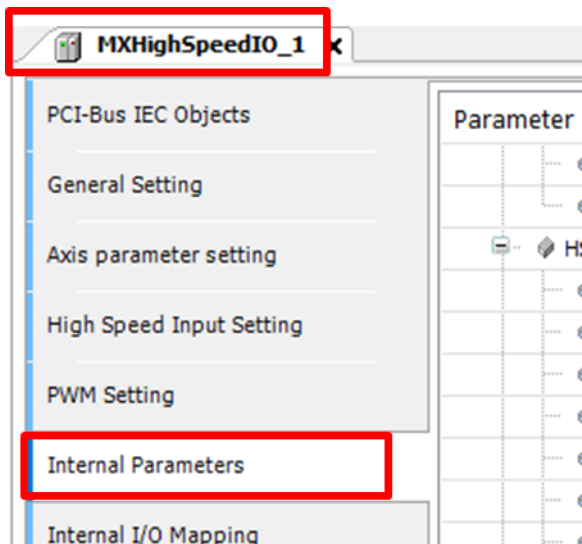 MXHighSpeedIO_1
PCI-Bus IEC Objects
Parameter
General Setting
Axis parameter setting
High Speed Input Setting
PWM Setting
Internal Parameters
Internal I/O Mapping